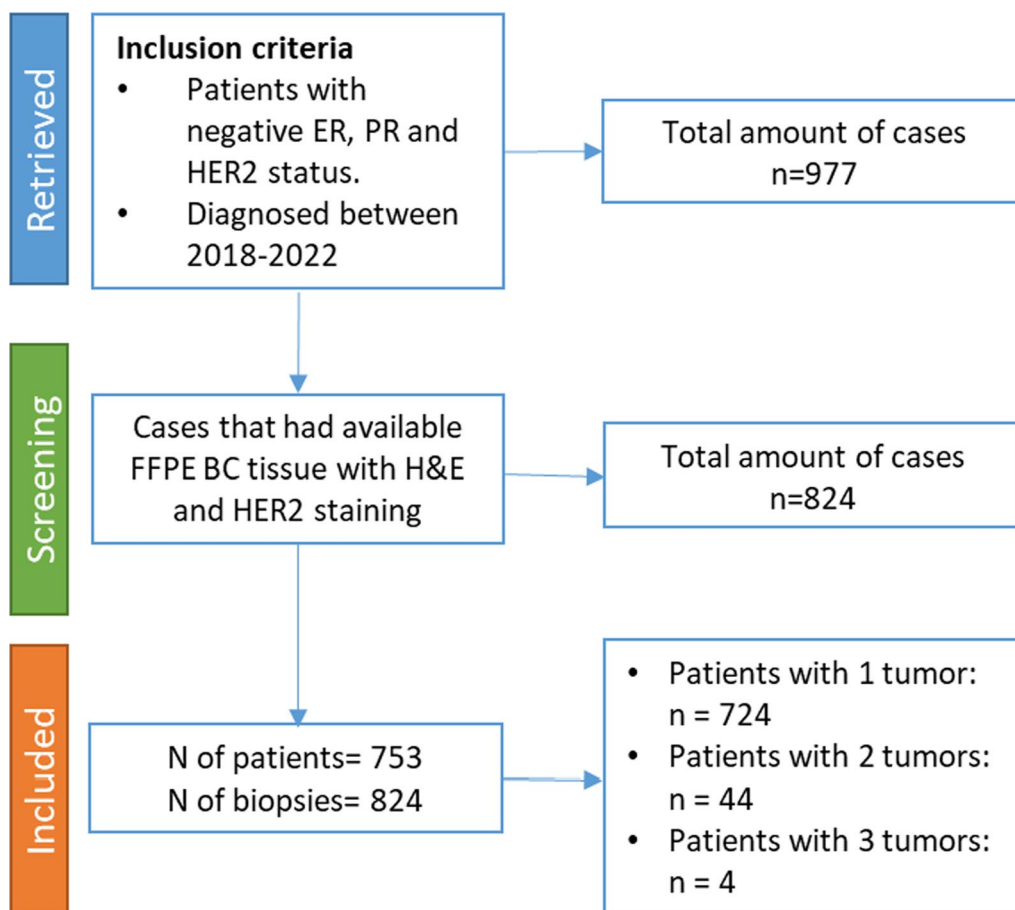 Retrieved
Inclusion criteria
• Patients with
negative ER, PR and
HER2 status.
• Diagnosed between
2018-2022
Total amount of cases
n=977
Screening
Cases that had available
FFPE BC tissue with H&E
and HER2 staining
Total amount of cases
n=824
Included
N of patients= 753
N of biopsies= 824
• Patients with 1 tumor:
n = 724
• Patients with 2 tumors:
n = 44
• Patients with 3 tumors:
n = 4